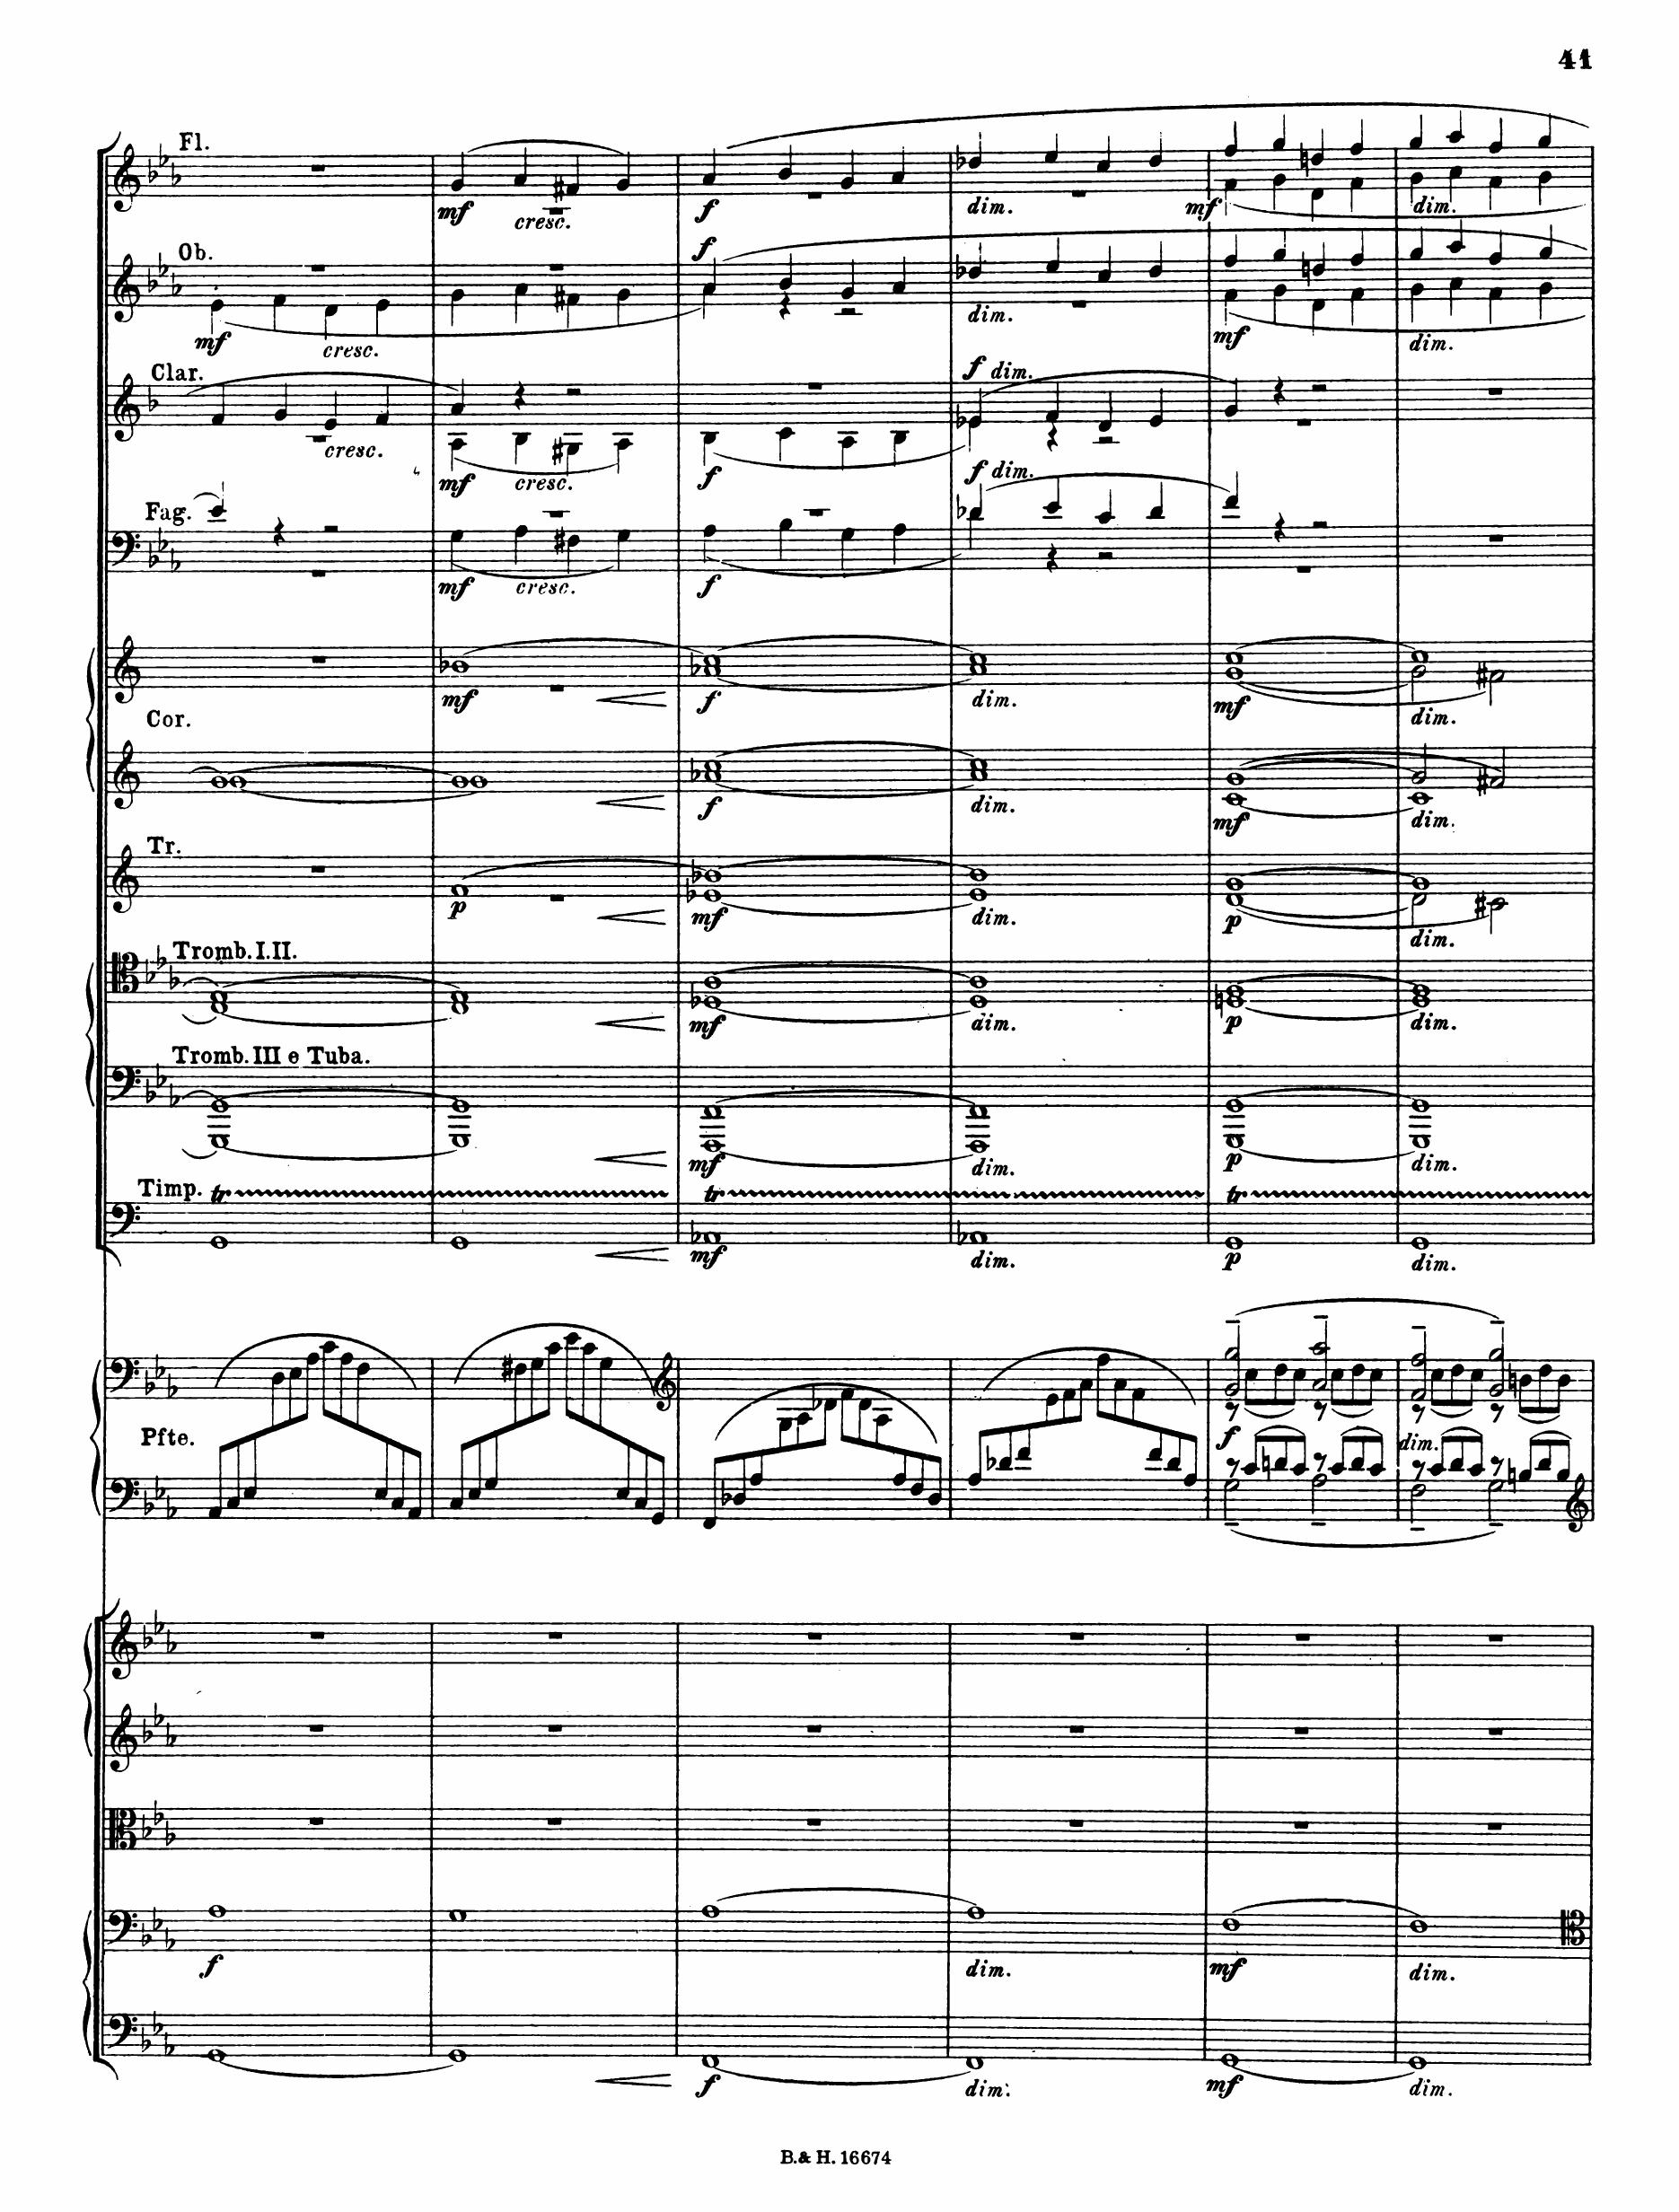 41
Fl.
mf cresc. f dim. mf dim.
Ob.
f
mf cresc. dim. mf dim.
Clar.
f dim.
cresc. mf cresc. f
Fag.
f dim.
mf cresc. f
mf f dim. mf dim.
Cor.
f dim. mf dim.
Tr.
p mf dim. p dim.
Tromb. I. II.
mf dim. p dim.
Tromb. III e Tuba.
mf dim. p dim.
Timp. tr tr tr
mf dim. p dim.
Pfte.
f dim.
f dim. mf dim.
f dim. mf dim.
B. & H. 16674